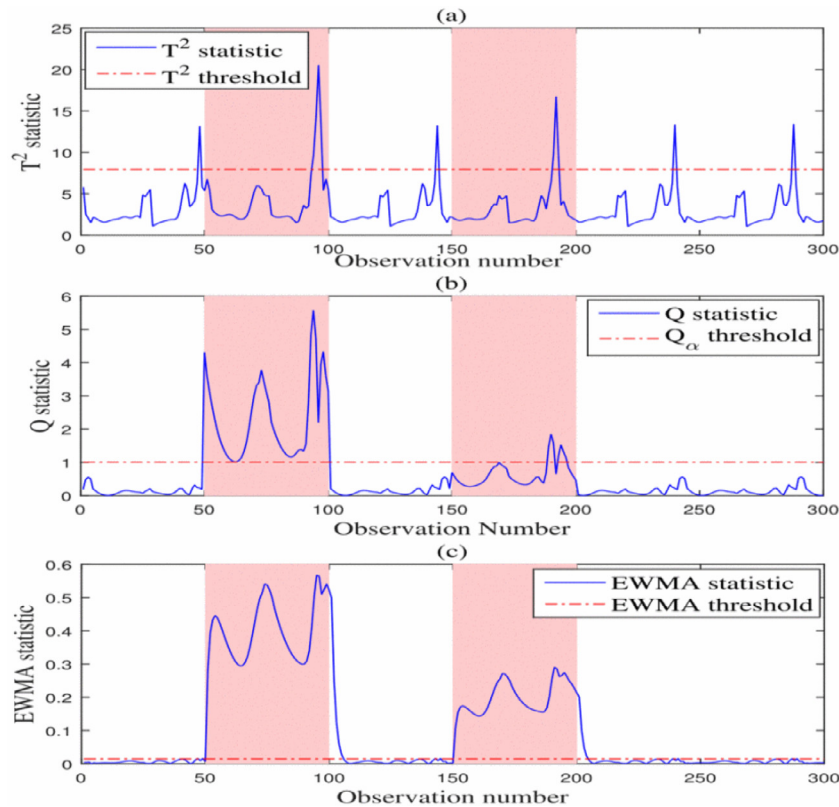 (a)
25
20
15
10
5
0
T² statistic
T² statistic
T² threshold
0 50 100 150 200 250 300
Observation number
(b)
6
5
4
3
2
1
0
Q statistic
Q statistic
Qα threshold
0 50 100 150 200 250 300
Observation Number
(c)
0.6
0.5
0.4
0.3
0.2
0.1
0
EWMA statistic
EWMA statistic
EWMA threshold
0 50 100 150 200 250 300
Observation number